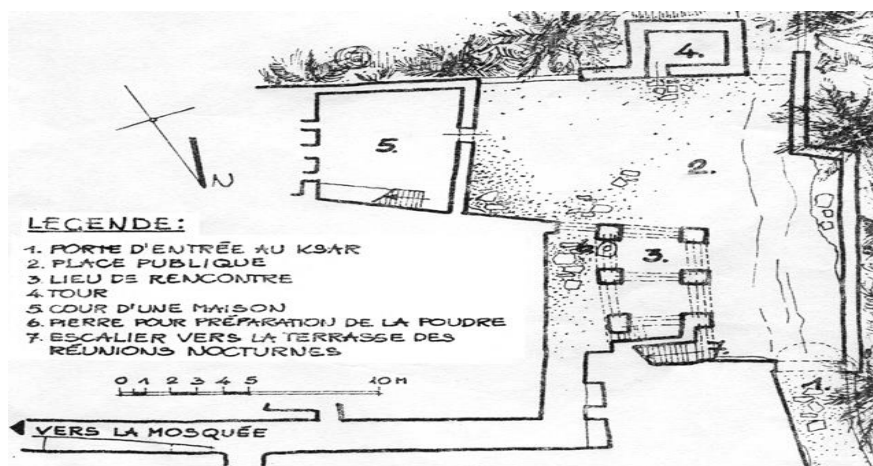 1.
4.
5.
2.
N
3.
6.
LEGENDE:
1. PORTE D'ENTRÉE AU KSAR
2. PLACE PUBLIQUE
3. LIEU DE RENCONTRE
4. TOUR
5. COUR D'UNE MAISON
6. PIERRE POUR PRÉPARATION DE LA POUDRE
7. ESCALIER VERS LA TERRASSE DES
RÉUNIONS NOCTURNES
7.
0 1 2 3 4 5 10 M
1.
VERS LA MOSQUÉE